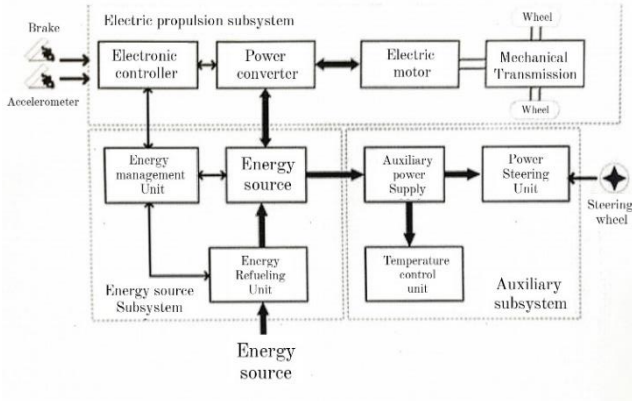 Electric propulsion subsystem
Wheel
Brake
Electronic
controller
Power
converter
Electric
motor
Mechanical
Transmission
Accelerometer
Wheel
Energy
management
Unit
Energy
source
Auxiliary
power
Supply
Power
Steering
Unit
Steering
wheel
Energy
Refueling
Unit
Temperature
control
unit
Energy source
Subsystem
Auxiliary
subsystem
Energy
source